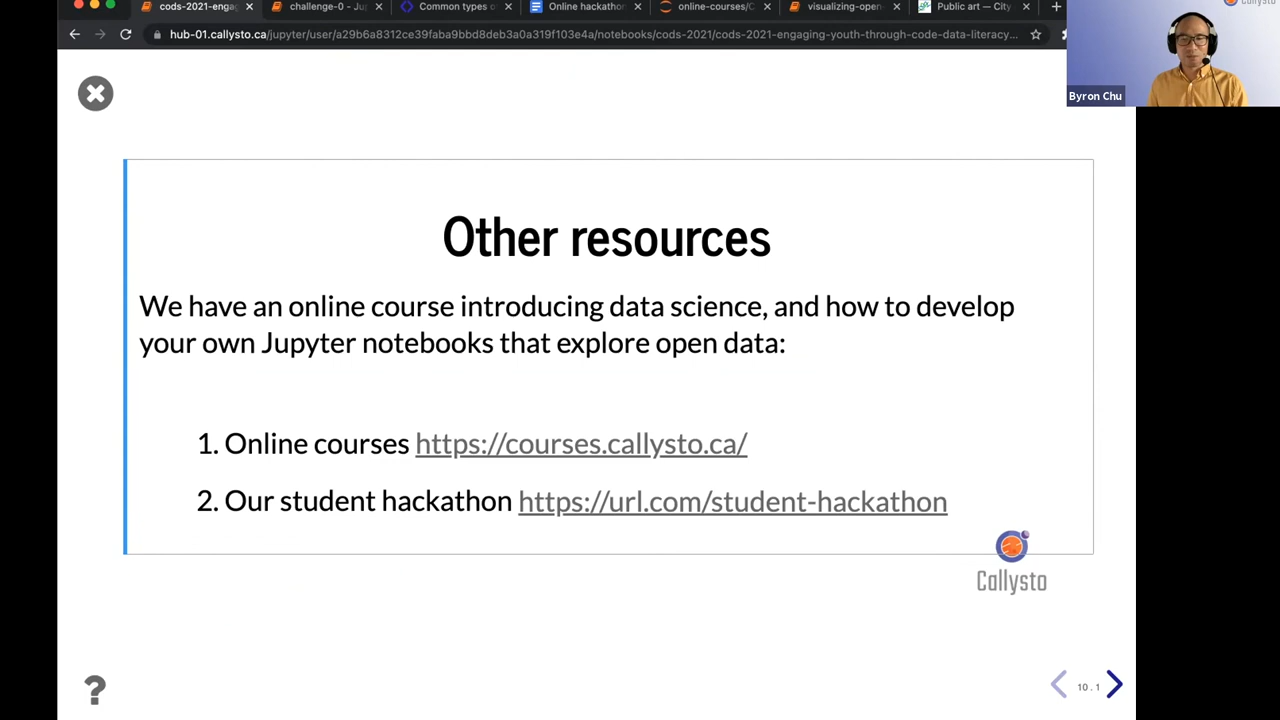 cods-2021-engag
challenge-0 - Ju
Common types o
Online hackathon
online-courses/C
visualizing-open-
Public art — City
hub-01.callysto.ca/jupyter/user/a29b6a8312ce39faba9bbd8deb3a0a319f103e4a/notebooks/cods-2021/cods-2021-engaging-youth-through-code-data-literacy...
Callysto
Byron Chu
Other resources
We have an online course introducing data science, and how to develop
your own Jupyter notebooks that explore open data:
1. Online courses https://courses.callysto.ca/
2. Our student hackathon https://url.com/student-hackathon
Callysto
?
10.1